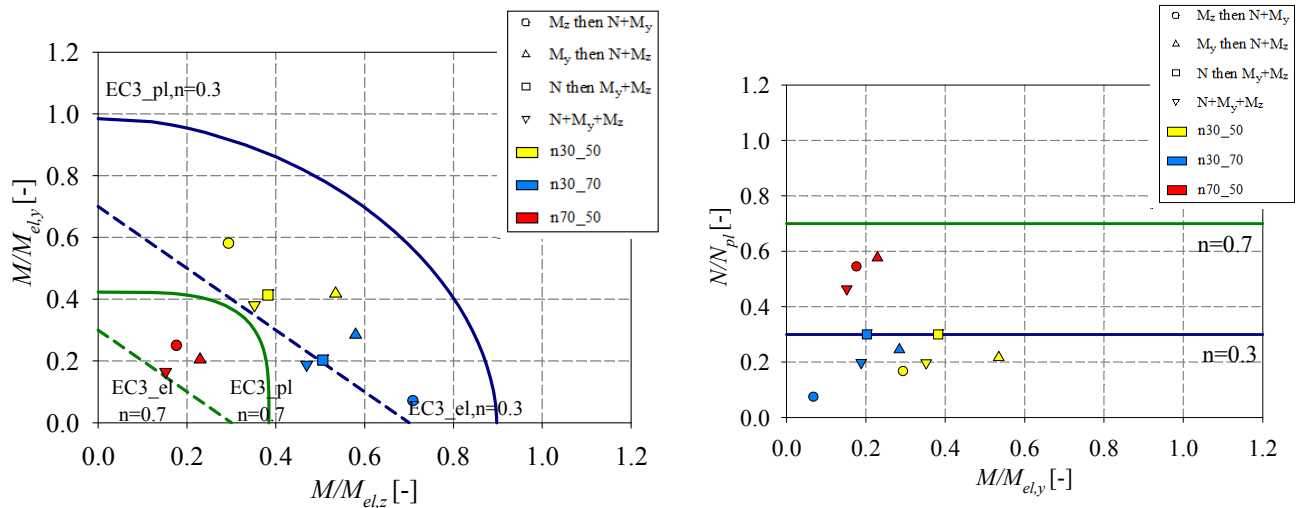 M/M_el,y [-]
1.2
1.0
0.8
0.6
0.4
0.2
0.0
EC3_pl,n=0.3
EC3_el
n=0.7
EC3_pl
n=0.7
EC3_el,n=0.3
0.0 0.2 0.4 0.6 0.8 1.0 1.2
M/M_el,z [-]
M_z then N+M_y
M_y then N+M_z
N then M_y+M_z
N+M_y+M_z
n30_50
n30_70
n70_50
N/N_pl [-]
1.2
1.0
0.8
0.6
0.4
0.2
0.0
n=0.7
n=0.3
0.0 0.2 0.4 0.6 0.8 1.0 1.2
M/M_el,y [-]
M_z then N+M_y
M_y then N+M_z
N then M_y+M_z
N+M_y+M_z
n30_50
n30_70
n70_50